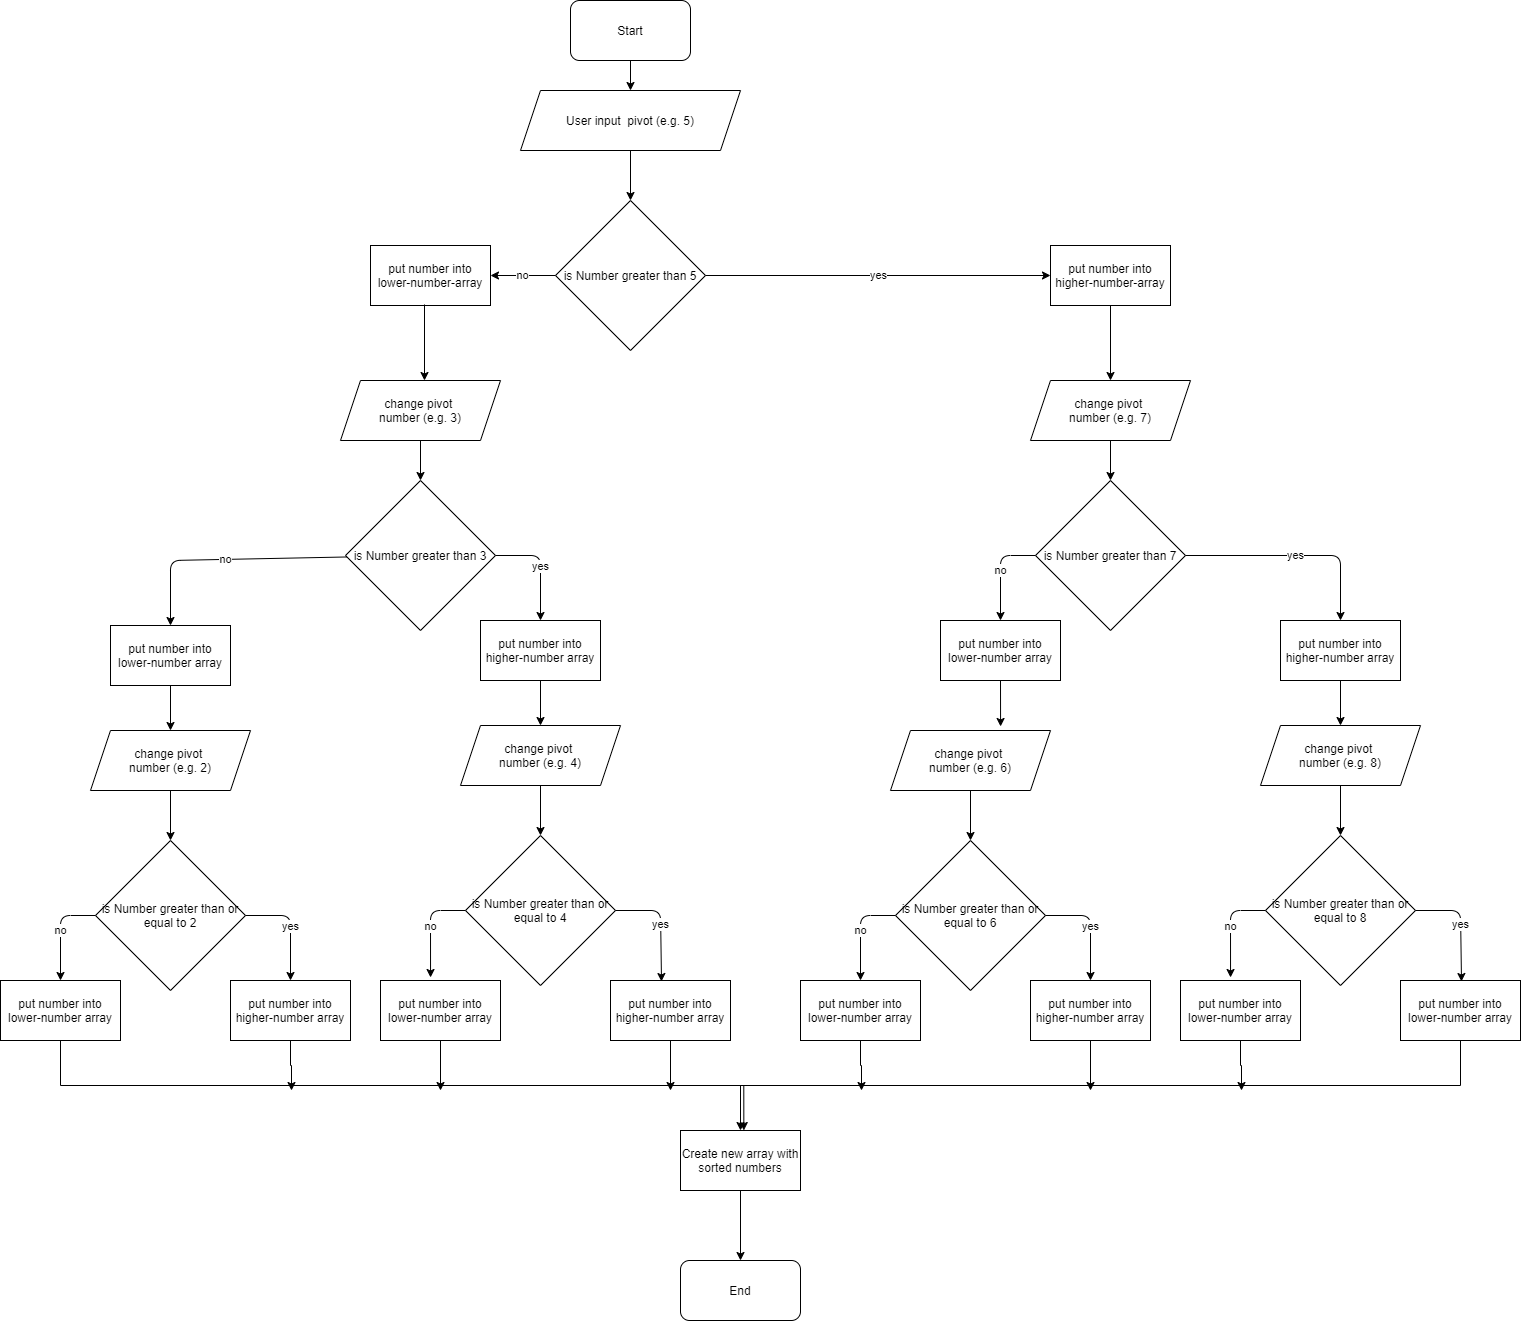 Start
User input  pivot (e.g. 5)
put number into
lower-number-array
no
is Number greater than 5
yes
put number into
higher-number-array
change pivot
number (e.g. 3)
change pivot
number (e.g. 7)
no
is Number greater than 3
yes
no
is Number greater than 7
yes
put number into
lower-number array
put number into
higher-number array
put number into
lower-number array
put number into
higher-number array
change pivot
number (e.g. 2)
change pivot
number (e.g. 4)
change pivot
number (e.g. 6)
change pivot
number (e.g. 8)
no
is Number greater than or
equal to 2
yes
no
is Number greater than or
equal to 4
yes
no
is Number greater than or
equal to 6
yes
no
is Number greater than or
equal to 8
yes
put number into
lower-number array
put number into
higher-number array
put number into
lower-number array
put number into
higher-number array
put number into
lower-number array
put number into
higher-number array
put number into
lower-number array
put number into
lower-number array
Create new array with
sorted numbers
End